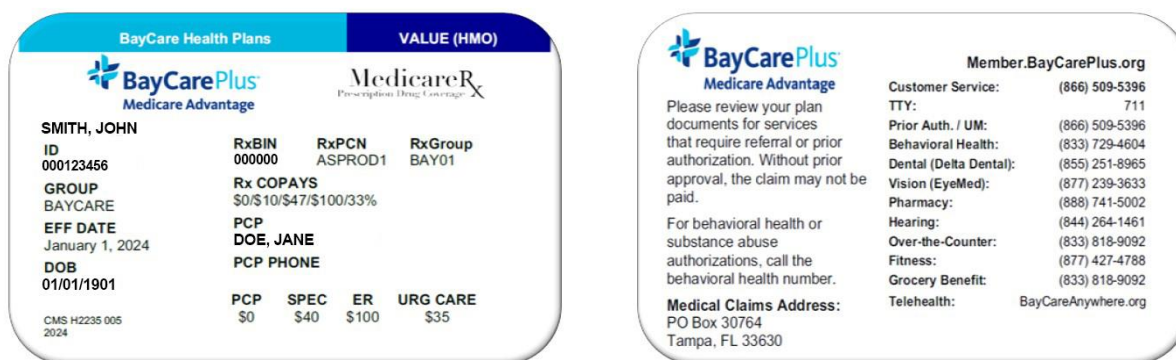 BayCare Health Plans VALUE (HMO)
BayCarePlus
Medicare Advantage
MedicareRx
Prescription Drug Coverage
SMITH, JOHN
ID
000123456
GROUP
BAYCARE
EFF DATE
January 1, 2024
DOB
01/01/1901
CMS H2235 005
2024
RxBIN RxPCN RxGroup
000000 ASPROD1 BAY01
Rx COPAYS
$0/$10/$47/$100/33%
PCP
DOE, JANE
PCP PHONE
PCP SPEC ER URG CARE
$0 $40 $100 $35
BayCarePlus
Medicare Advantage
Please review your plan
documents for services
that require referral or prior
authorization. Without prior
approval, the claim may not be
paid.
For behavioral health or
substance abuse
authorizations, call the
behavioral health number.
Medical Claims Address:
PO Box 30764
Tampa, FL 33630
Member.BayCarePlus.org
Customer Service: (866) 509-5396
TTY: 711
Prior Auth. / UM: (866) 509-5396
Behavioral Health: (833) 729-4604
Dental (Delta Dental): (855) 251-8965
Vision (EyeMed): (877) 239-3633
Pharmacy: (888) 741-5002
Hearing: (844) 264-1461
Over-the-Counter: (833) 818-9092
Fitness: (877) 427-4788
Grocery Benefit: (833) 818-9092
Telehealth: BayCareAnywhere.org